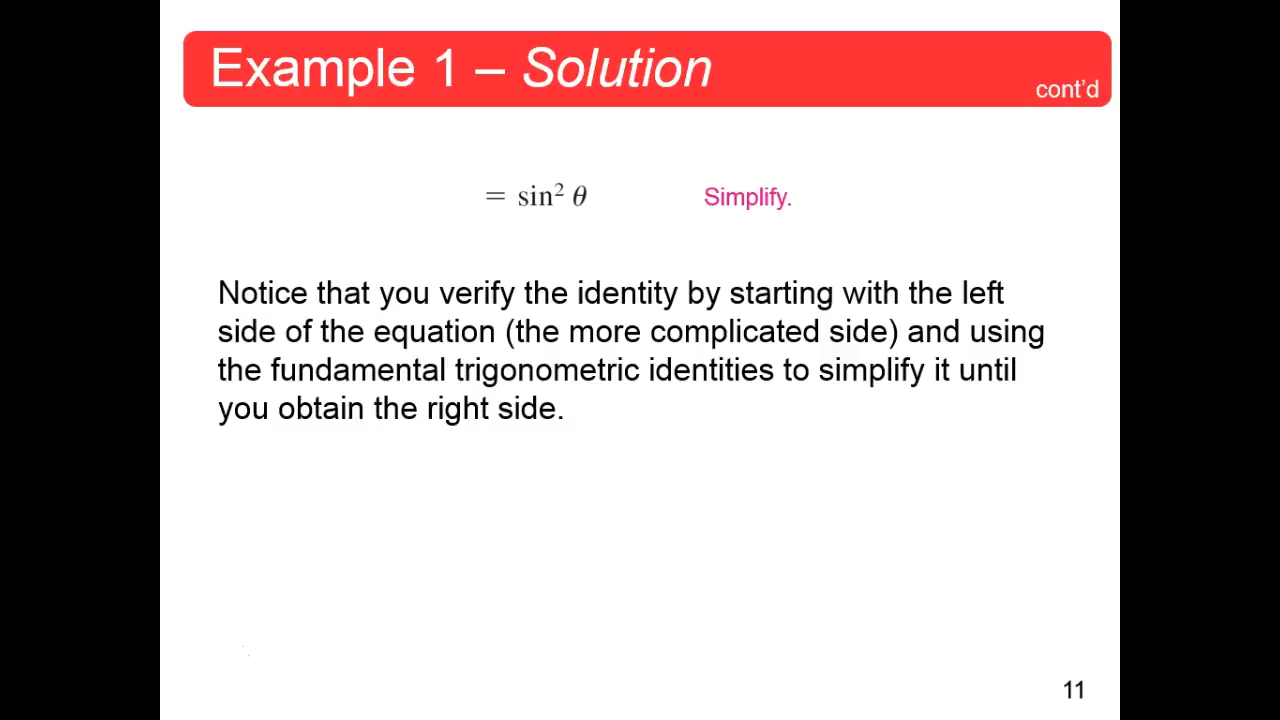 Example 1 – Solution
cont'd
= sin² θ Simplify.
Notice that you verify the identity by starting with the left
side of the equation (the more complicated side) and using
the fundamental trigonometric identities to simplify it until
you obtain the right side.
11